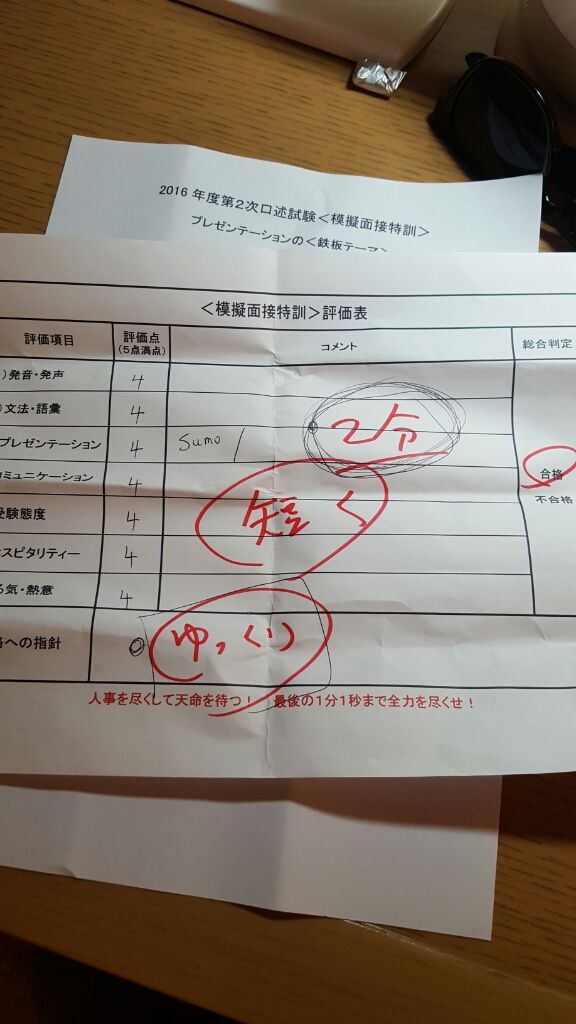 2016年度第2次口述試験＜模擬面接特訓＞
プレゼンテーションの＜鉄板テーマ＞
＜模擬面接特訓＞評価表
評価項目 評価点 コメント 総合判定
(5点満点)
)発音・発声 4
)文法・語彙 4 2分
プレゼンテーション 4 Sumo
コミュニケーション 4 合格
不合格
受験態度 4 短く
ホスピタリティー 4
る気・熱意 4
格への指針 ゆっくり
人事を尽くして天命を待つ！ 最後の1分1秒まで全力を尽くせ！